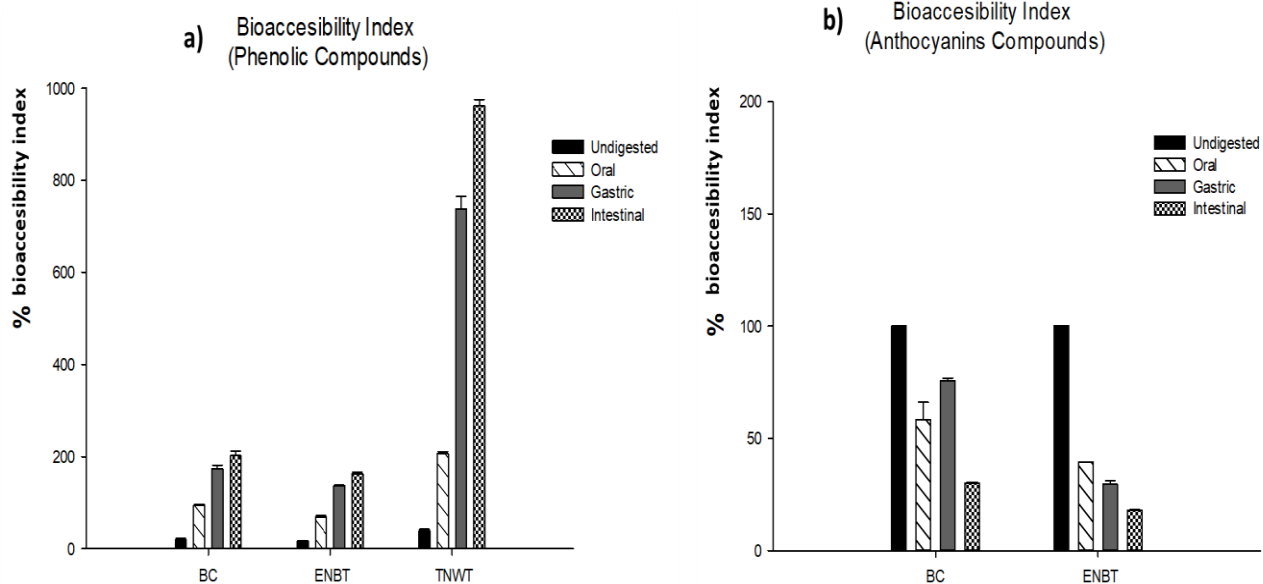 a)
Bioaccesibility Index
(Phenolic Compounds)
% bioaccesibility index
1000
800
600
400
200
0
Undigested
Oral
Gastric
Intestinal
BC
ENBT
TNWT
b)
Bioaccesibility Index
(Anthocyanins Compounds)
% bioaccesibility index
200
150
100
50
0
Undigested
Oral
Gastric
Intestinal
BC
ENBT